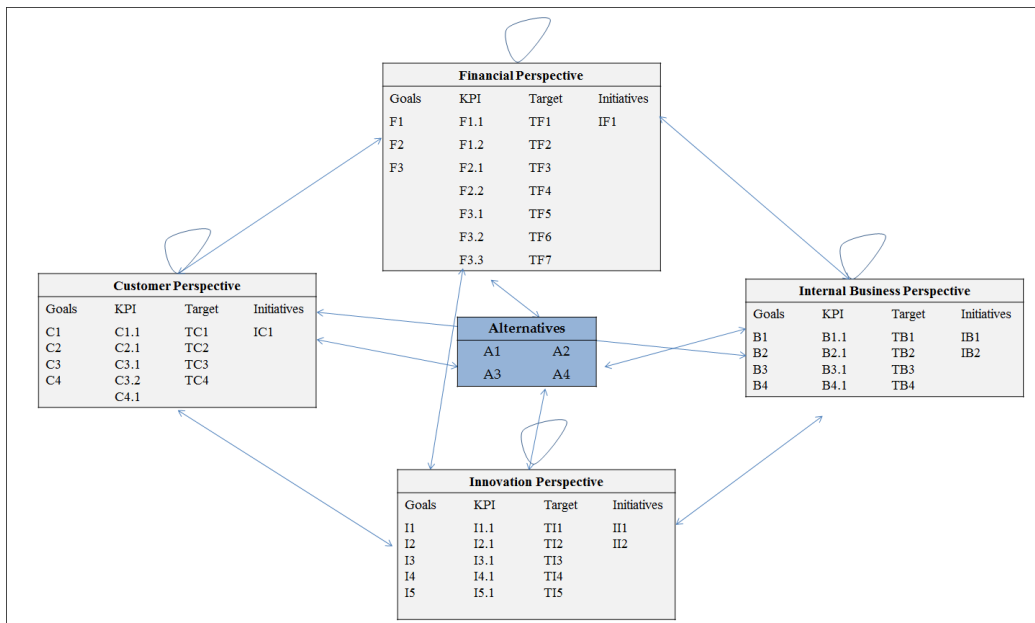 Financial Perspective
Goals KPI Target Initiatives
F1 F1.1 TF1 IF1
F2 F1.2 TF2
F3 F2.1 TF3
F2.2 TF4
F3.1 TF5
F3.2 TF6
F3.3 TF7
Customer Perspective
Goals KPI Target Initiatives
C1 C1.1 TC1 IC1
C2 C2.1 TC2
C3 C3.1 TC3
C4 C3.2 TC4
C4.1
Alternatives
A1 A2
A3 A4
Internal Business Perspective
Goals KPI Target Initiatives
B1 B1.1 TB1 IB1
B2 B2.1 TB2 IB2
B3 B3.1 TB3
B4 B4.1 TB4
Innovation Perspective
Goals KPI Target Initiatives
I1 I1.1 TI1 II1
I2 I2.1 TI2 II2
I3 I3.1 TI3
I4 I4.1 TI4
I5 I5.1 TI5